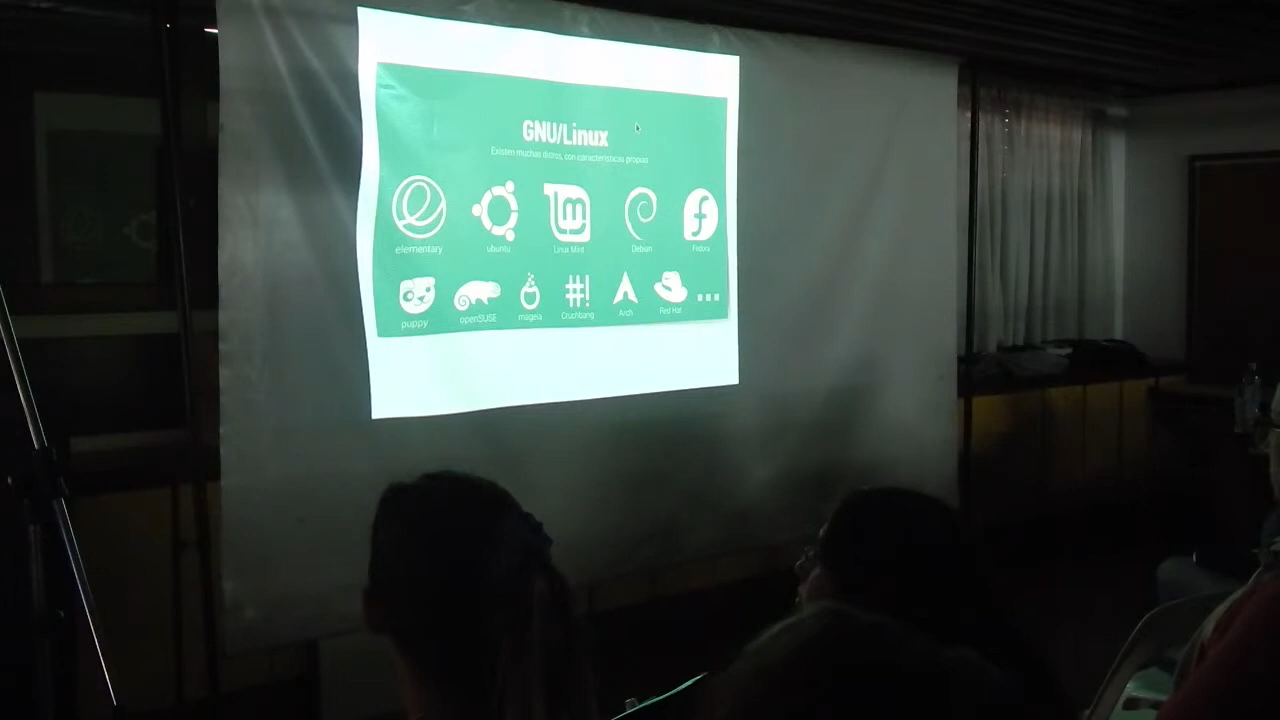 GNU/Linux
Existen muchas distros, con características propias
elementary ubuntu Linux Mint Debian Fedora
puppy openSUSE mageia Cruchbang Arch Red Hat ...